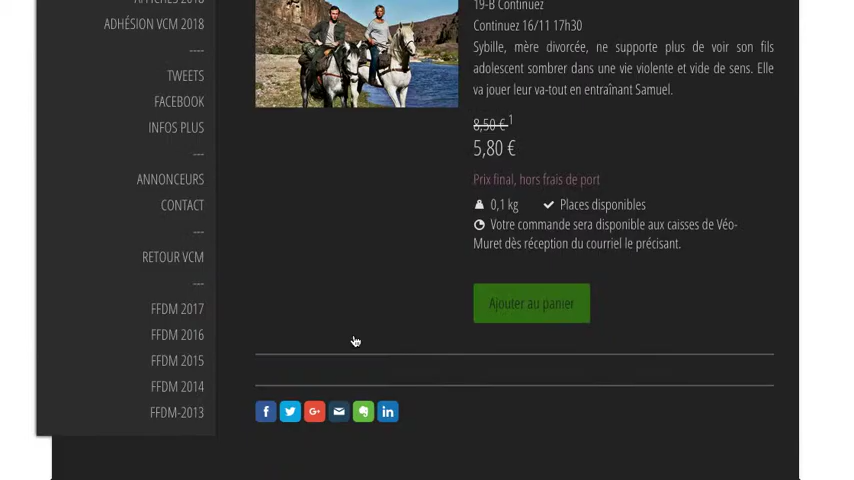 AFFICHES 2018
ADHÉSION VCM 2018
----
TWEETS
FACEBOOK
INFOS PLUS
---
ANNONCEURS
CONTACT
---
RETOUR VCM
---
FFDM 2017
FFDM 2016
FFDM 2015
FFDM 2014
FFDM-2013
19-B Continuez
Continuez 16/11 17h30
Sybille, mère divorcée, ne supporte plus de voir son fils
adolescent sombrer dans une vie violente et vide de sens. Elle
va jouer leur va-tout en entraînant Samuel.
8,50 € 1
5,80 €
Prix final, hors frais de port
0,1 kg Places disponibles
Votre commande sera disponible aux caisses de Véo-
Muret dès réception du courriel le précisant.
Ajouter au panier
f G+ in